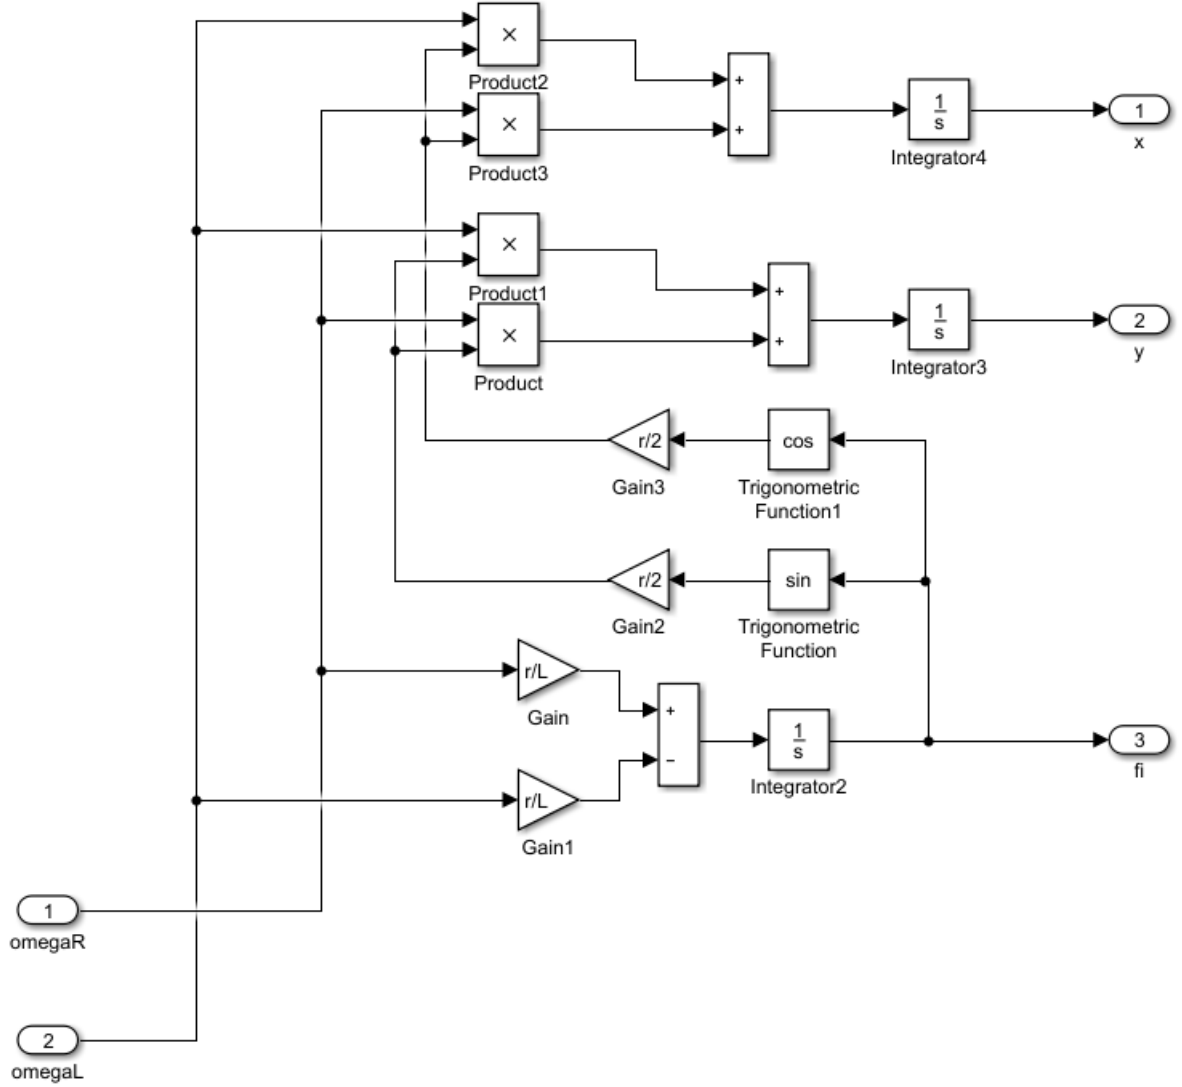 ×
Product2
+
+
1
s
Integrator4
1
x
×
Product3
×
Product1
+
+
1
s
Integrator3
2
y
×
Product
r/2
Gain3
cos
Trigonometric
Function1
r/2
Gain2
sin
Trigonometric
Function
r/L
Gain
+
−
1
s
Integrator2
3
fi
r/L
Gain1
1
omegaR
2
omegaL